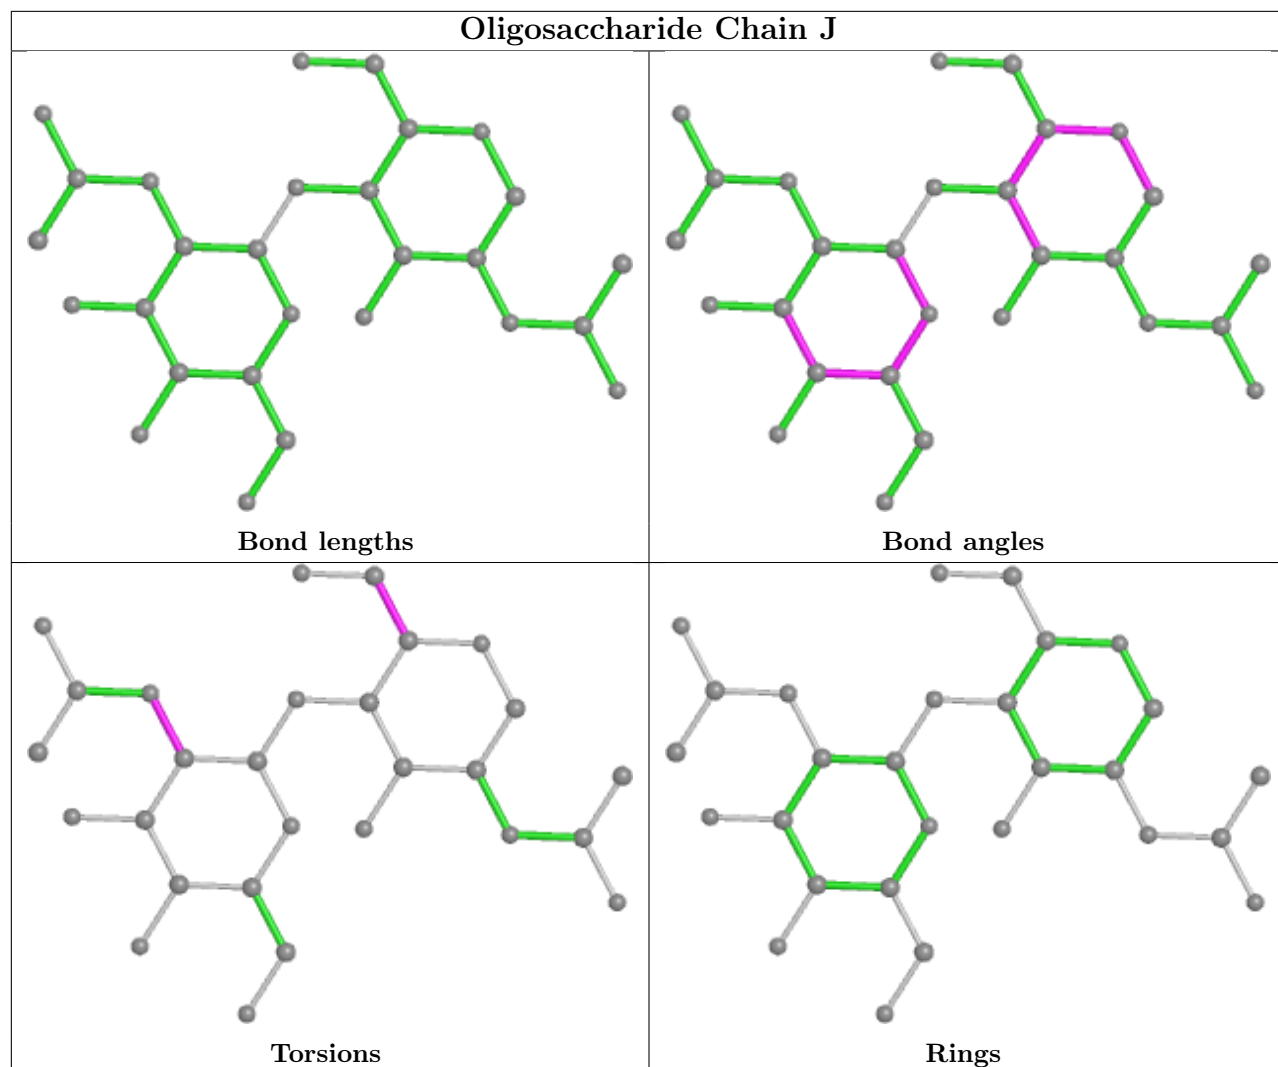 Oligosaccharide Chain J
Bond lengths
Bond angles
Torsions
Rings